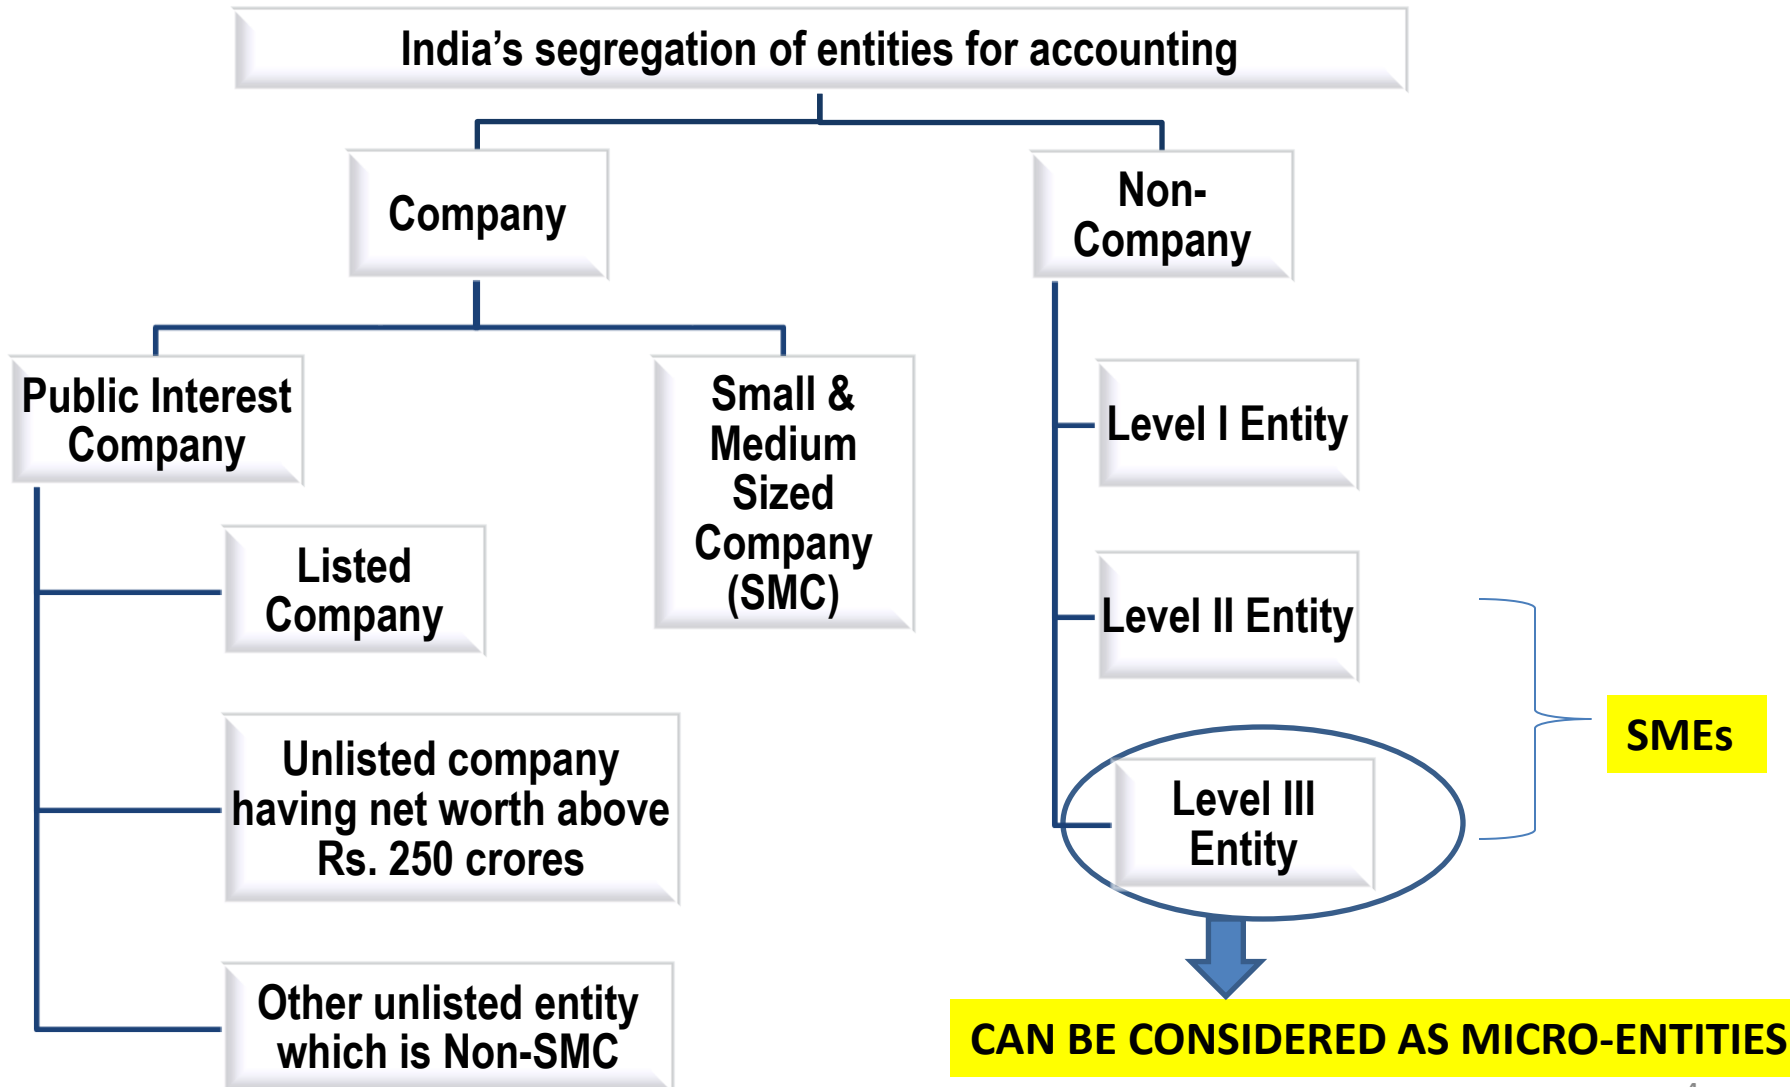 India’s segregation of entities for accounting
Company
Non-
Company
Public Interest
Company
Small &
Medium
Sized
Company
(SMC)
Listed
Company
Unlisted company
having net worth above
Rs. 250 crores
Other unlisted entity
which is Non-SMC
Level I Entity
Level II Entity
Level III
Entity
SMEs
CAN BE CONSIDERED AS MICRO-ENTITIES